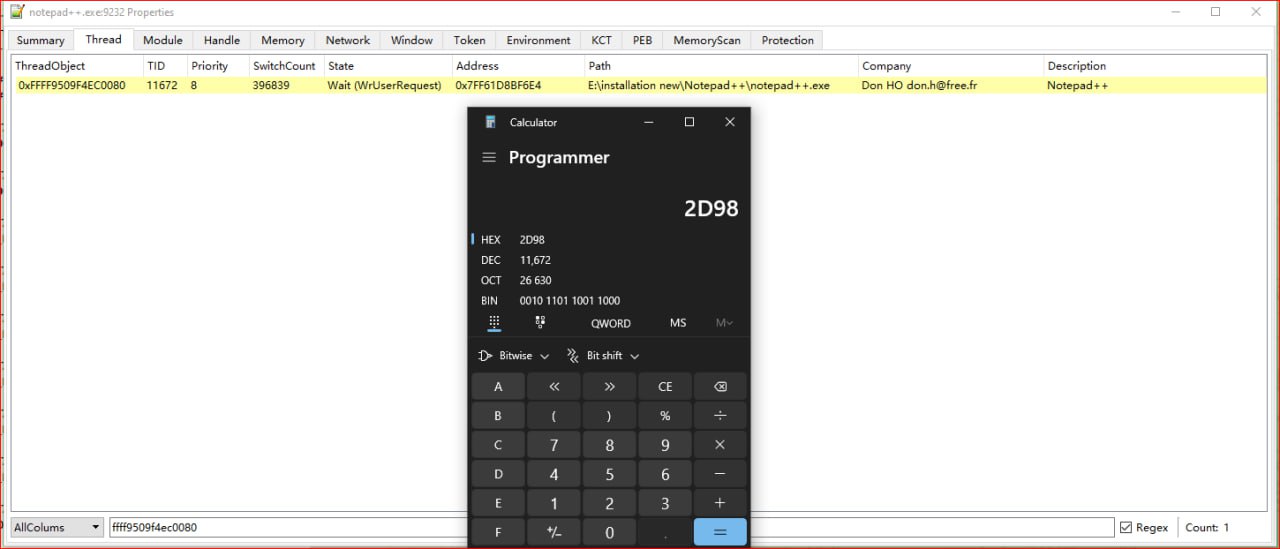 notepad++.exe:9232 Properties
Summary Thread Module Handle Memory Network Window Token Environment KCT PEB MemoryScan Protection
ThreadObject TID Priority SwitchCount State Address Path Company Description
0xFFFF9509F4EC0080 11672 8 396839 Wait (WrUserRequest) 0x7FF61D8BF6E4 E:\installation new\Notepad++\notepad++.exe Don HO don.h@free.fr Notepad++
Calculator
Programmer
2D98
HEX 2D98
DEC 11,672
OCT 26 630
BIN 0010 1101 1001 1000
QWORD MS M
Bitwise Bit shift
A « » CE
B ( ) % ÷
C 7 8 9 ×
D 4 5 6 −
E 1 2 3 +
F +/− 0 . =
AllColums ffff9509f4ec0080 Regex Count: 1